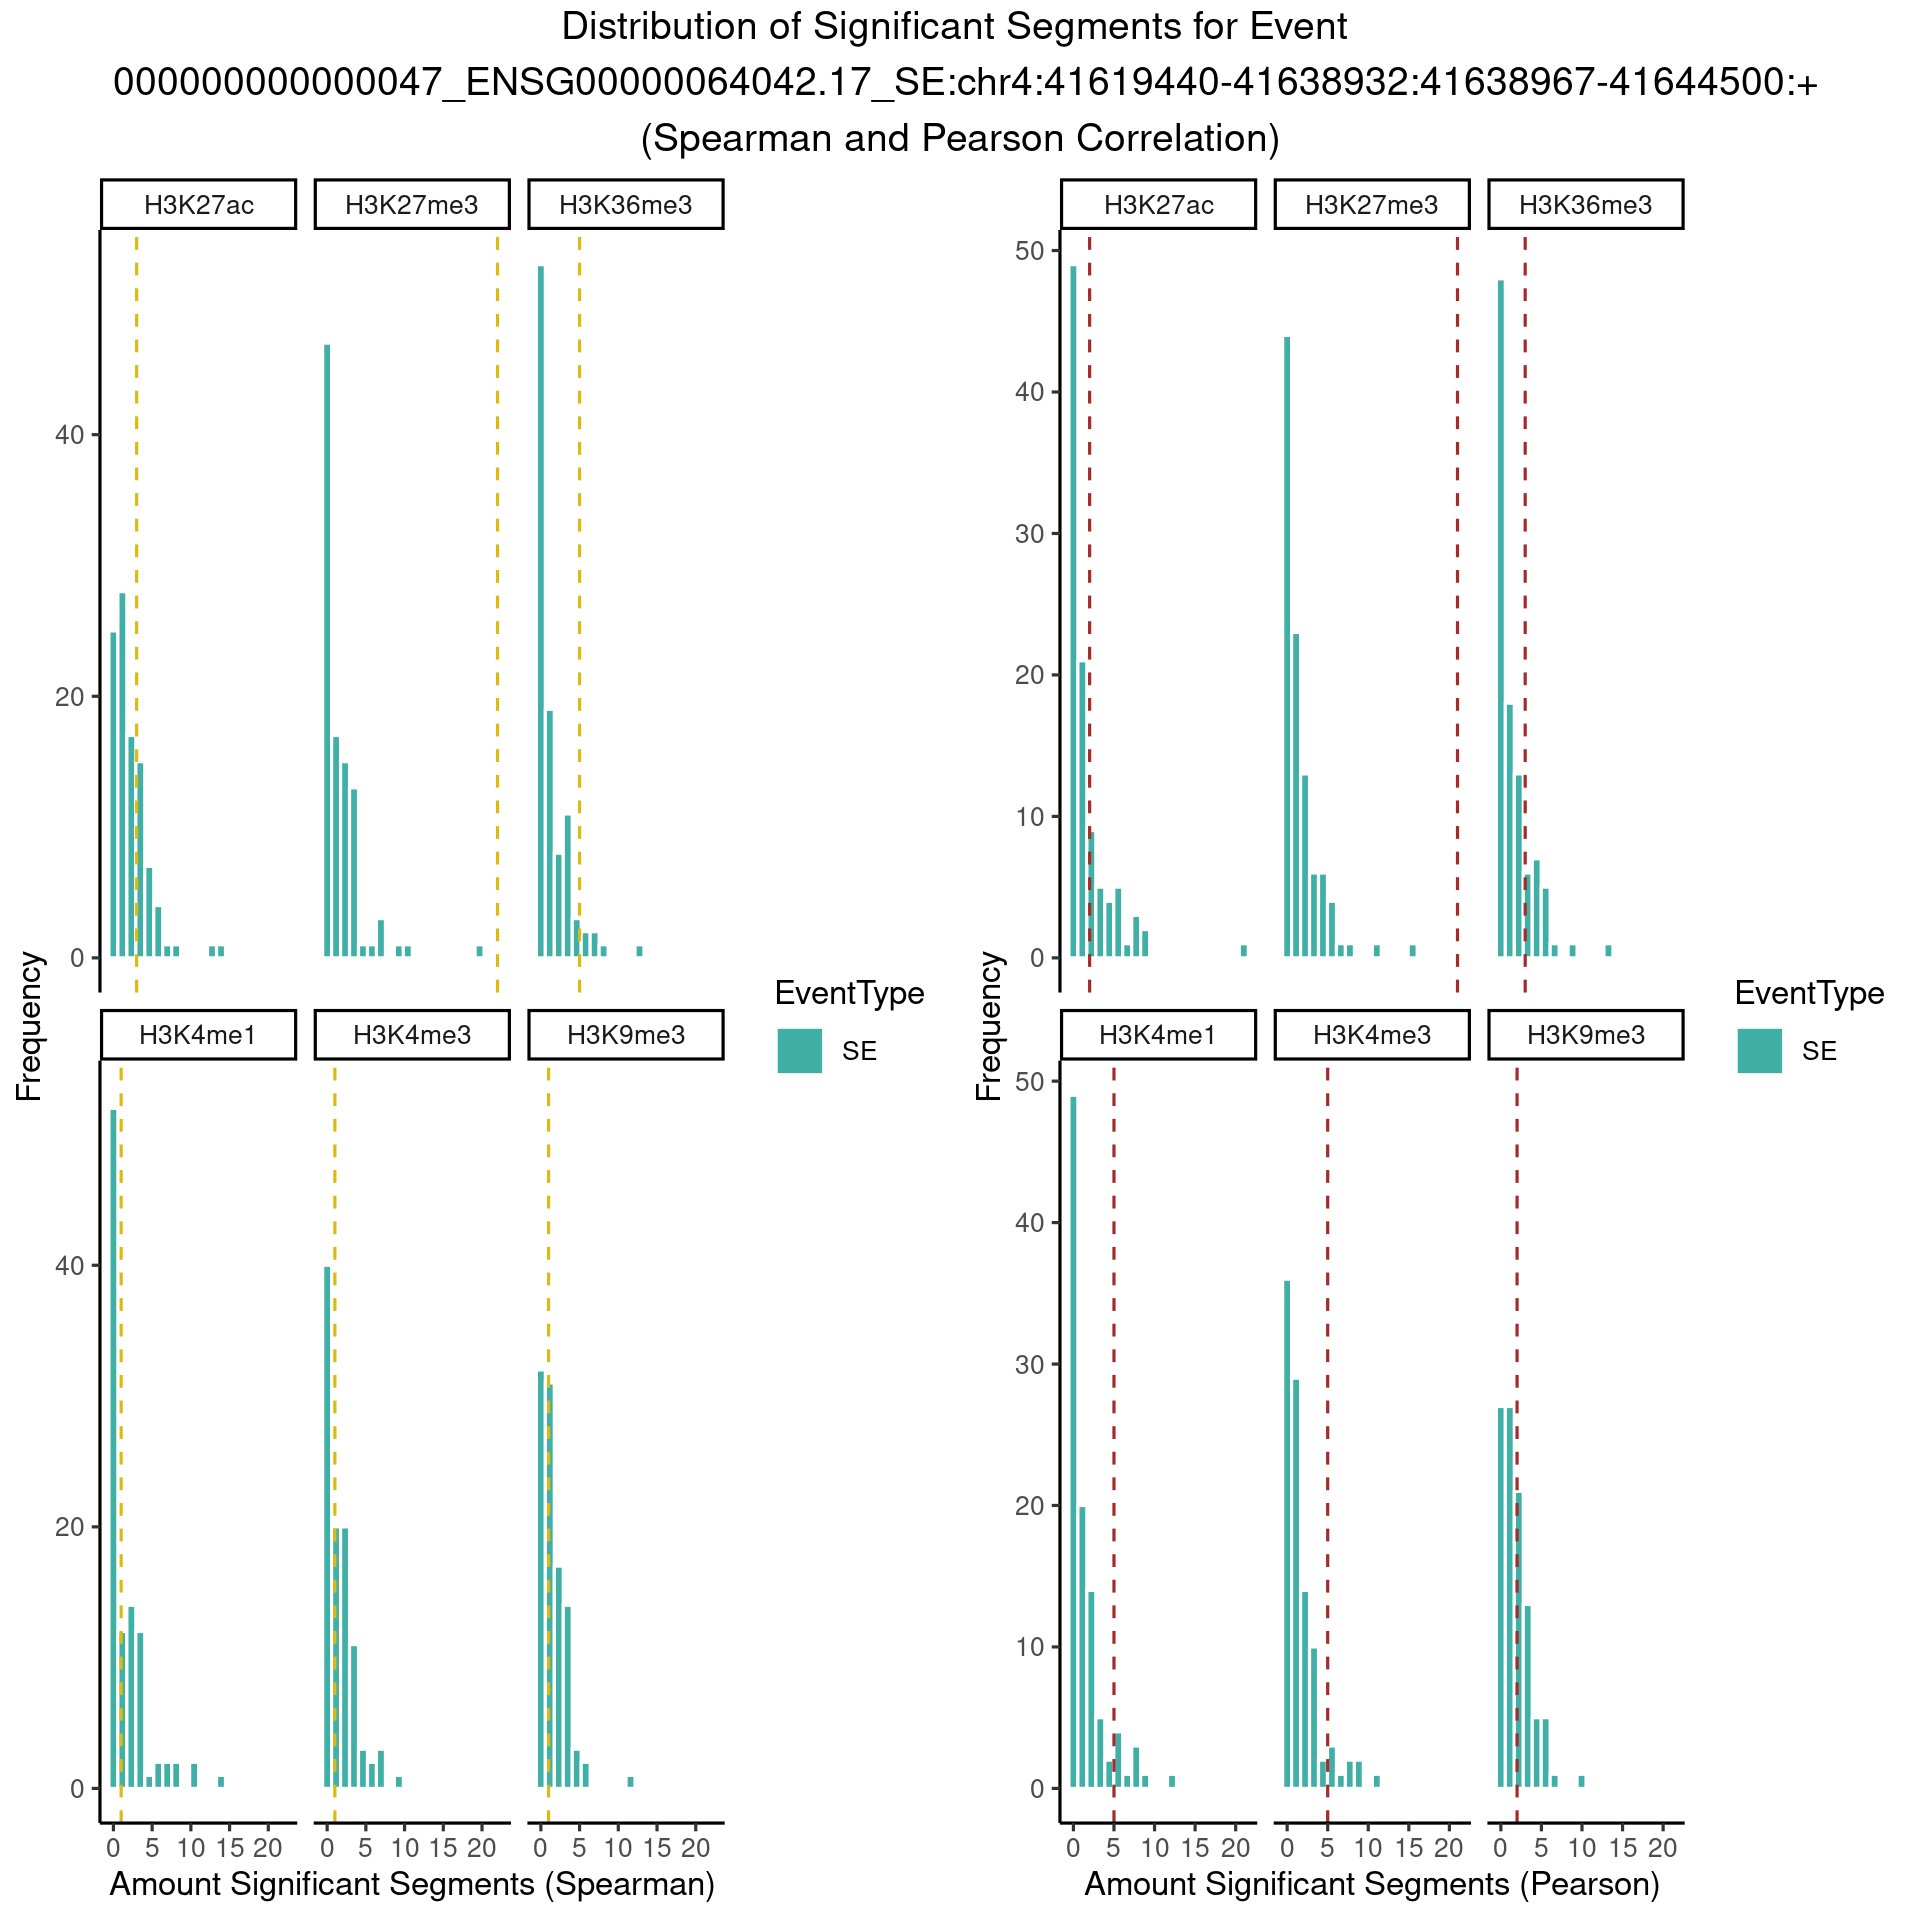 Distribution of Significant Segments for Event
000000000000047_ENSG00000064042.17_SE:chr4:41619440-41638932:41638967-41644500:+
(Spearman and Pearson Correlation)
H3K27ac H3K27me3 H3K36me3
40
20
0
H3K4me1 H3K4me3 H3K9me3
40
20
0
0 5 10 15 20 0 5 10 15 20 0 5 10 15 20
Frequency
Amount Significant Segments (Spearman)
EventType
SE
H3K27ac H3K27me3 H3K36me3
50
40
30
20
10
0
H3K4me1 H3K4me3 H3K9me3
50
40
30
20
10
0
0 5 10 15 20 0 5 10 15 20 0 5 10 15 20
Frequency
Amount Significant Segments (Pearson)
EventType
SE